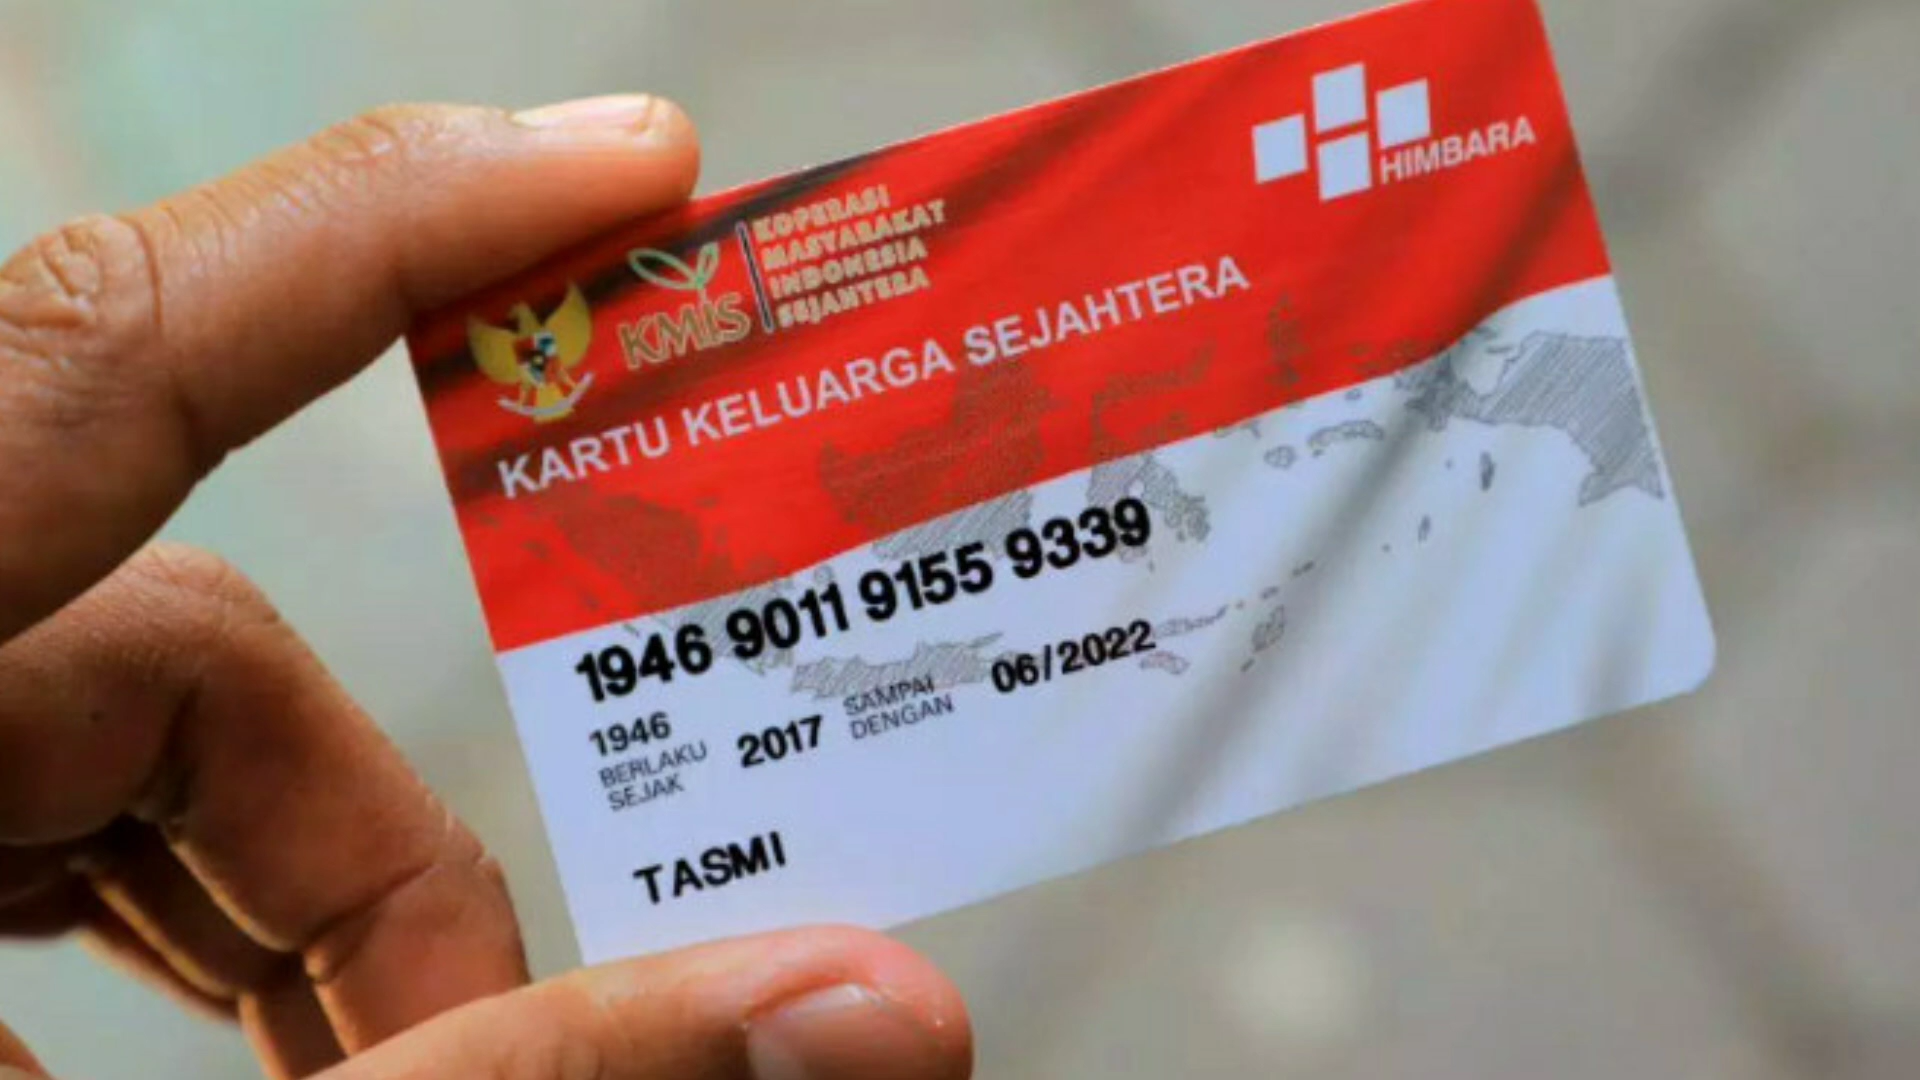 KMIS
KOPERASI
MASYARAKAT
INDONESIA
SEJAHTERA
HIMBARA
KARTU KELUARGA SEJAHTERA
1946 9011 9155 9339
1946
BERLAKU
SEJAK
2017
SAMPAI
DENGAN
06/2022
TASMI